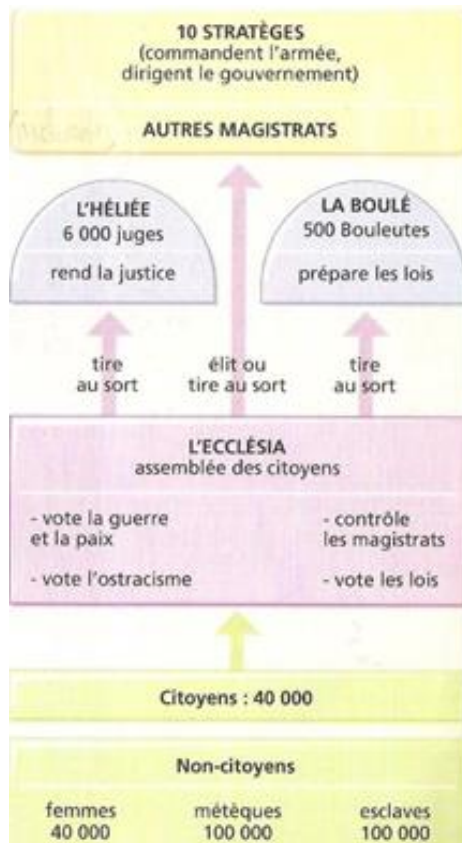 10 STRATÈGES
(commandent l'armée,
dirigent le gouvernement)
AUTRES MAGISTRATS
L'HÉLIÉE
6 000 juges
rend la justice
LA BOULÉ
500 Bouleutes
prépare les lois
tire
au sort
élit ou
tire au sort
tire
au sort
L'ECCLÉSIA
assemblée des citoyens
- vote la guerre
et la paix
- vote l'ostracisme
- contrôle
les magistrats
- vote les lois
Citoyens : 40 000
Non-citoyens
femmes
40 000
métèques
100 000
esclaves
100 000